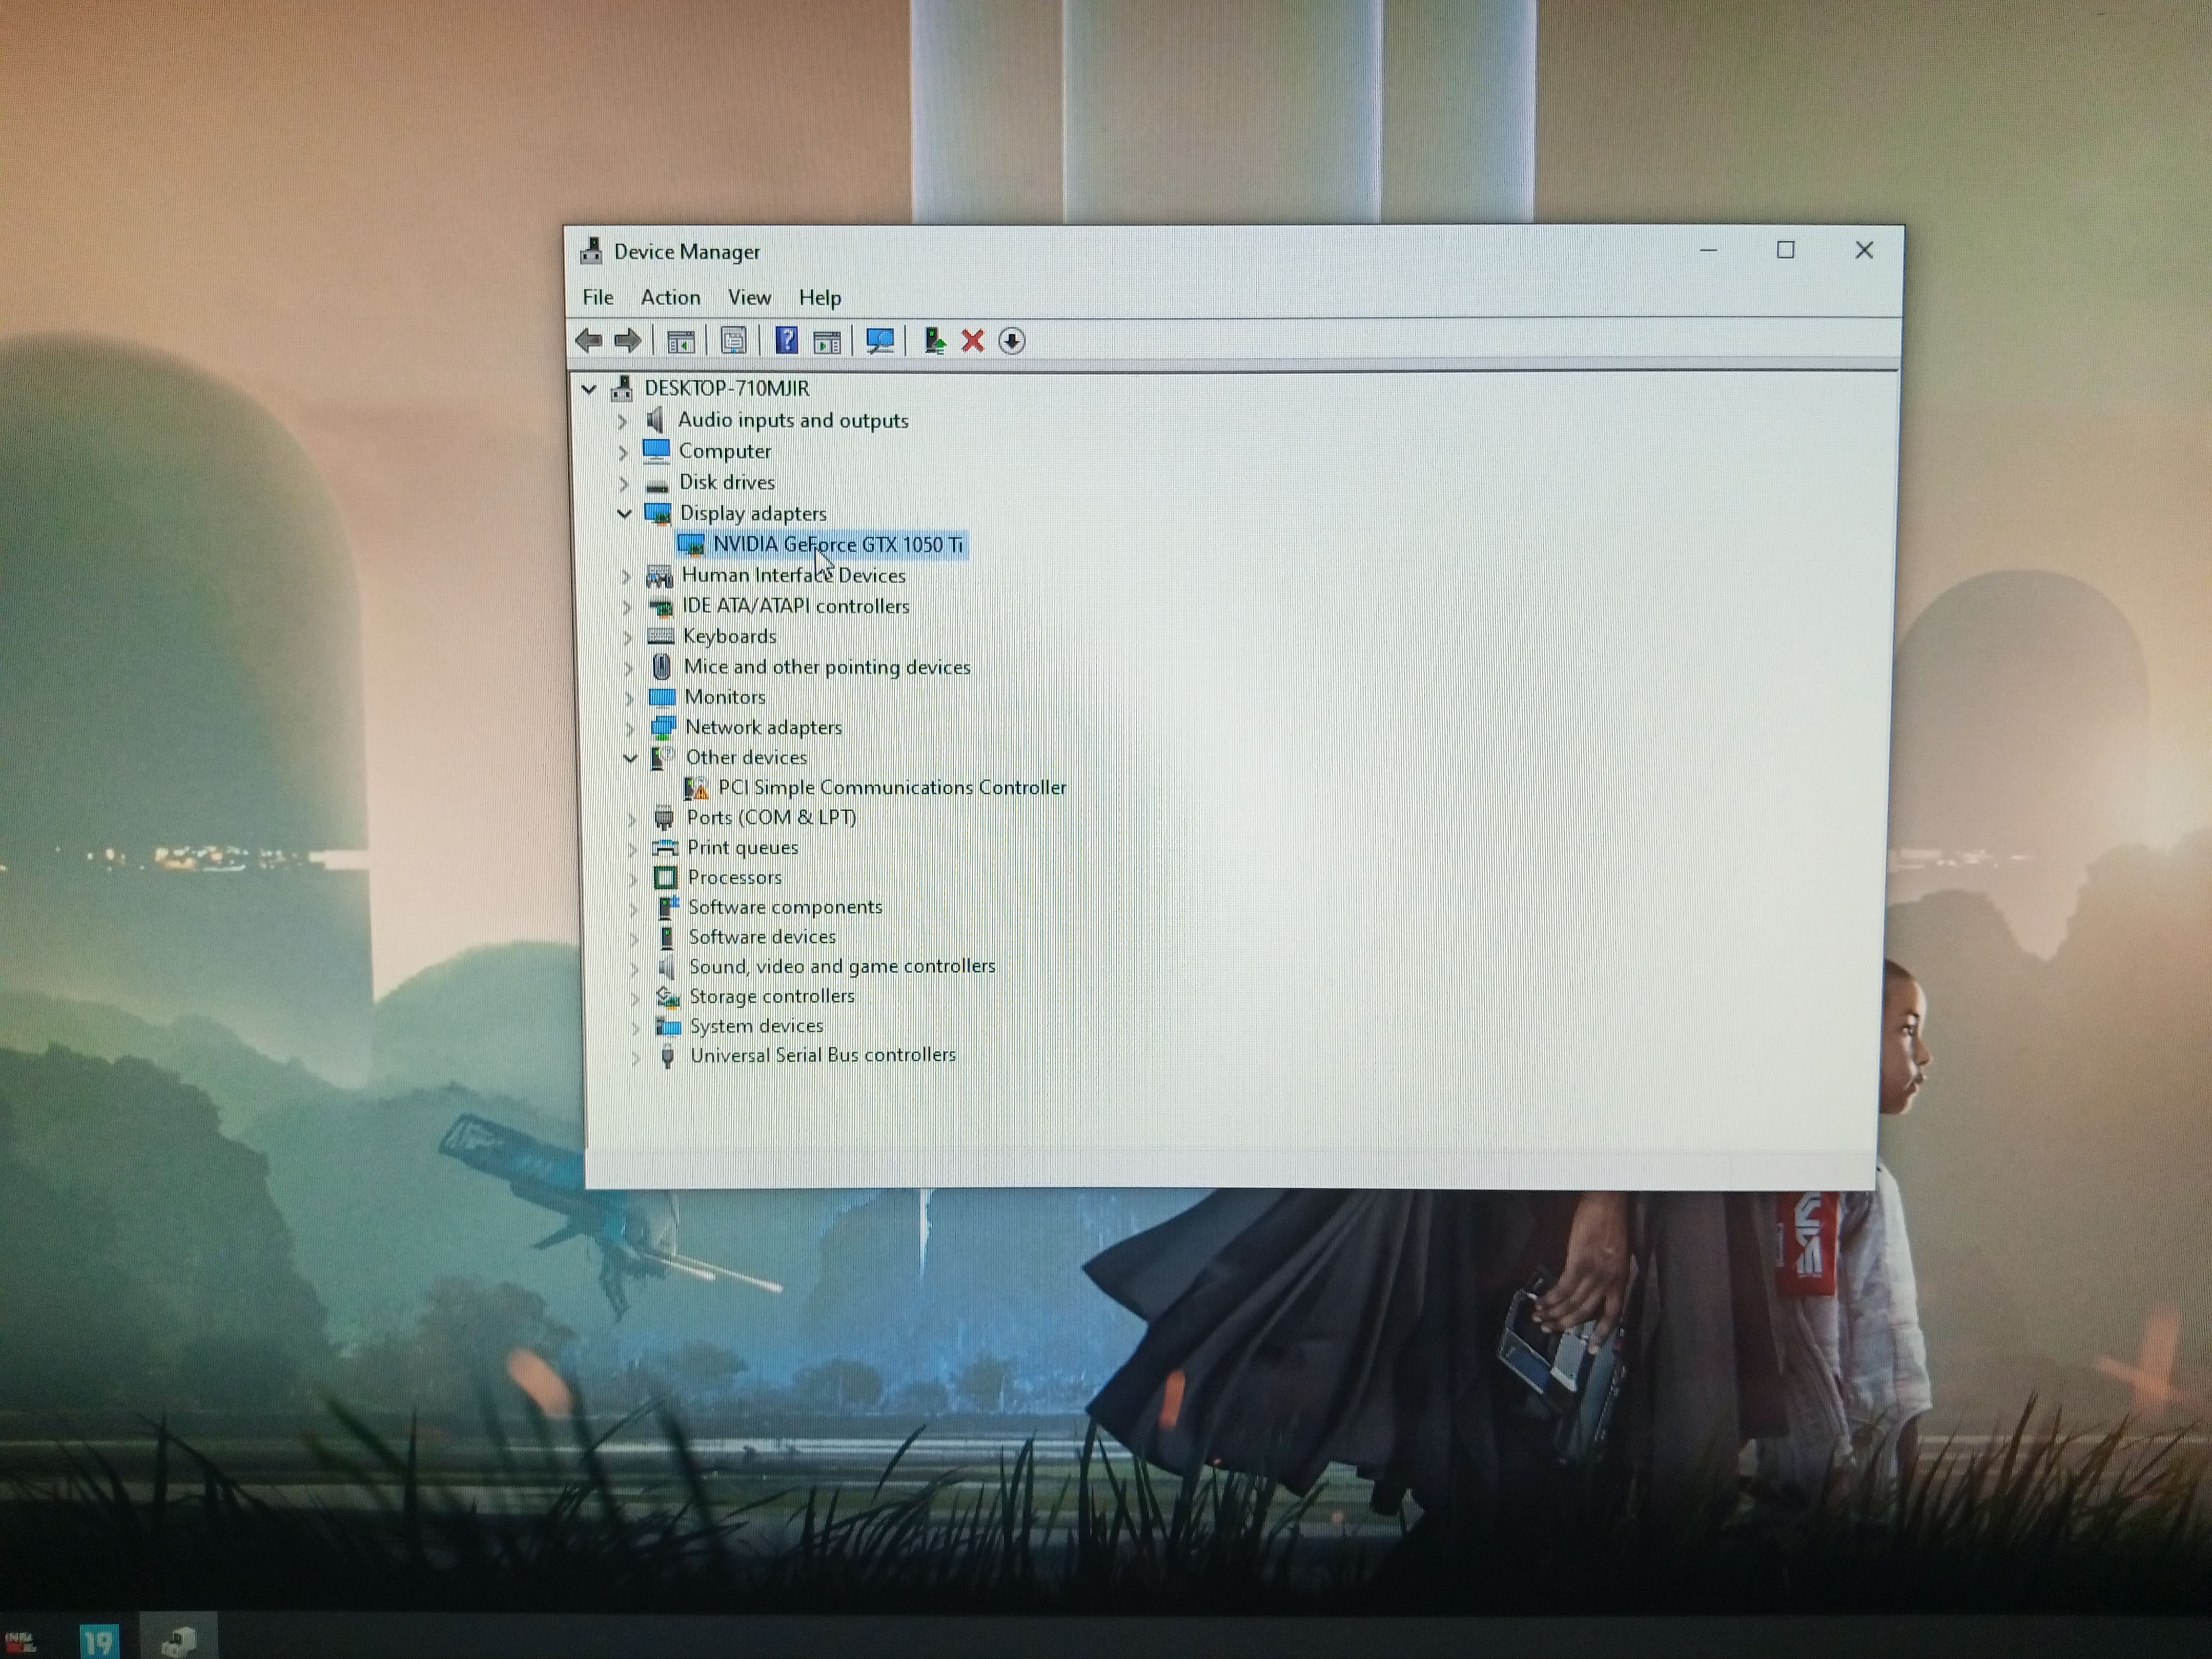 Device Manager
File Action View Help
DESKTOP-710MJIR
Audio inputs and outputs
Computer
Disk drives
Display adapters
NVIDIA GeForce GTX 1050 Ti
Human Interface Devices
IDE ATA/ATAPI controllers
Keyboards
Mice and other pointing devices
Monitors
Network adapters
Other devices
PCI Simple Communications Controller
Ports (COM & LPT)
Print queues
Processors
Software components
Software devices
Sound, video and game controllers
Storage controllers
System devices
Universal Serial Bus controllers
19